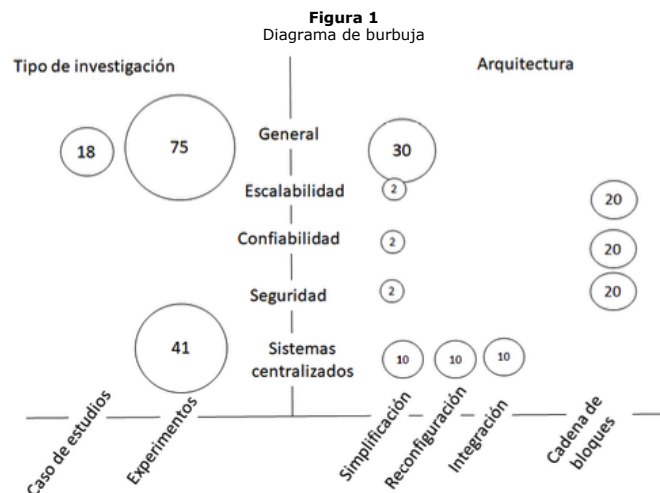 Figura 1
Diagrama de burbuja
Tipo de investigación
Arquitectura
General
18
75
30
Escalabilidad
2
20
Confiabilidad
2
20
Seguridad
2
20
Sistemas
centralizados
41
10
10
10
Caso de estudios
Experimentos
Simplificación
Reconfiguración
Integración
Cadena de
bloques